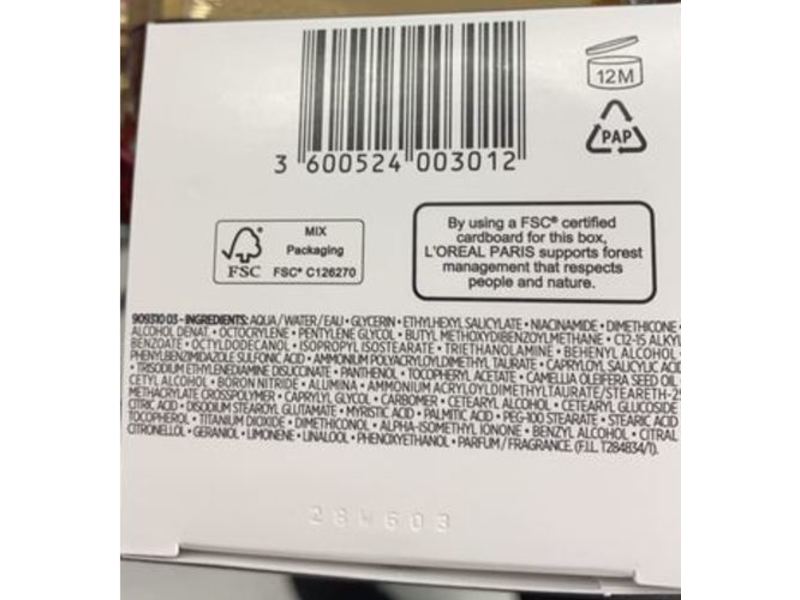 12M
PAP
3 600524 003012
FSC
MIX
Packaging
FSC® C126270
By using a FSC® certified
cardboard for this box,
L'OREAL PARIS supports forest
management that respects
people and nature.
909310 03 - INGREDIENTS: AQUA / WATER / EAU • GLYCERIN • ETHYLHEXYL SALICYLATE • NIACINAMIDE • DIMETHICONE •
ALCOHOL DENAT. • OCTOCRYLENE • PENTYLENE GLYCOL • BUTYL METHOXYDIBENZOYLMETHANE • C12-15 ALKYL
BENZOATE • OCTYLDODECANOL • ISOPROPYL ISOSTEARATE • TRIETHANOLAMINE • BEHENYL ALCOHOL •
PHENYLBENZIMIDAZOLE SULFONIC ACID • AMMONIUM POLYACRYLOYLDIMETHYL TAURATE • CAPRYLOYL SALICYLIC ACID
• TRISODIUM ETHYLENEDIAMINE DISUCCINATE • PANTHENOL • TOCOPHERYL ACETATE • CAMELLIA OLEIFERA SEED OIL •
CETYL ALCOHOL • BORON NITRIDE • ALUMINA • AMMONIUM ACRYLOYLDIMETHYLTAURATE/STEARETH-25
METHACRYLATE CROSSPOLYMER • CAPRYLYL GLYCOL • CARBOMER • CETEARYL ALCOHOL • CETEARYL GLUCOSIDE •
CITRIC ACID • DISODIUM STEAROYL GLUTAMATE • MYRISTIC ACID • PALMITIC ACID • PEG-100 STEARATE • STEARIC ACID •
TOCOPHEROL • TITANIUM DIOXIDE • DIMETHICONOL • ALPHA-ISOMETHYL IONONE • BENZYL ALCOHOL • CITRAL •
CITRONELLOL • GERANIOL • LIMONENE • LINALOOL • PHENOXYETHANOL • PARFUM / FRAGRANCE. (F.I.L. T284834/1).
28W603